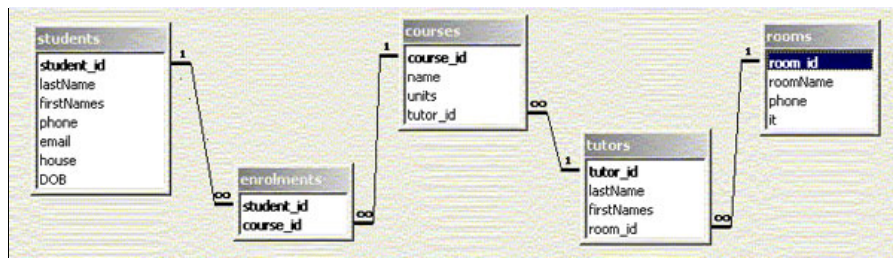 students
student_id
lastName
firstNames
phone
email
house
DOB
1
∞
enrolments
student_id
course_id
∞
1
courses
course_id
name
units
tutor_id
∞
1
tutors
tutor_id
lastName
firstNames
room_id
∞
1
rooms
room_id
roomName
phone
it